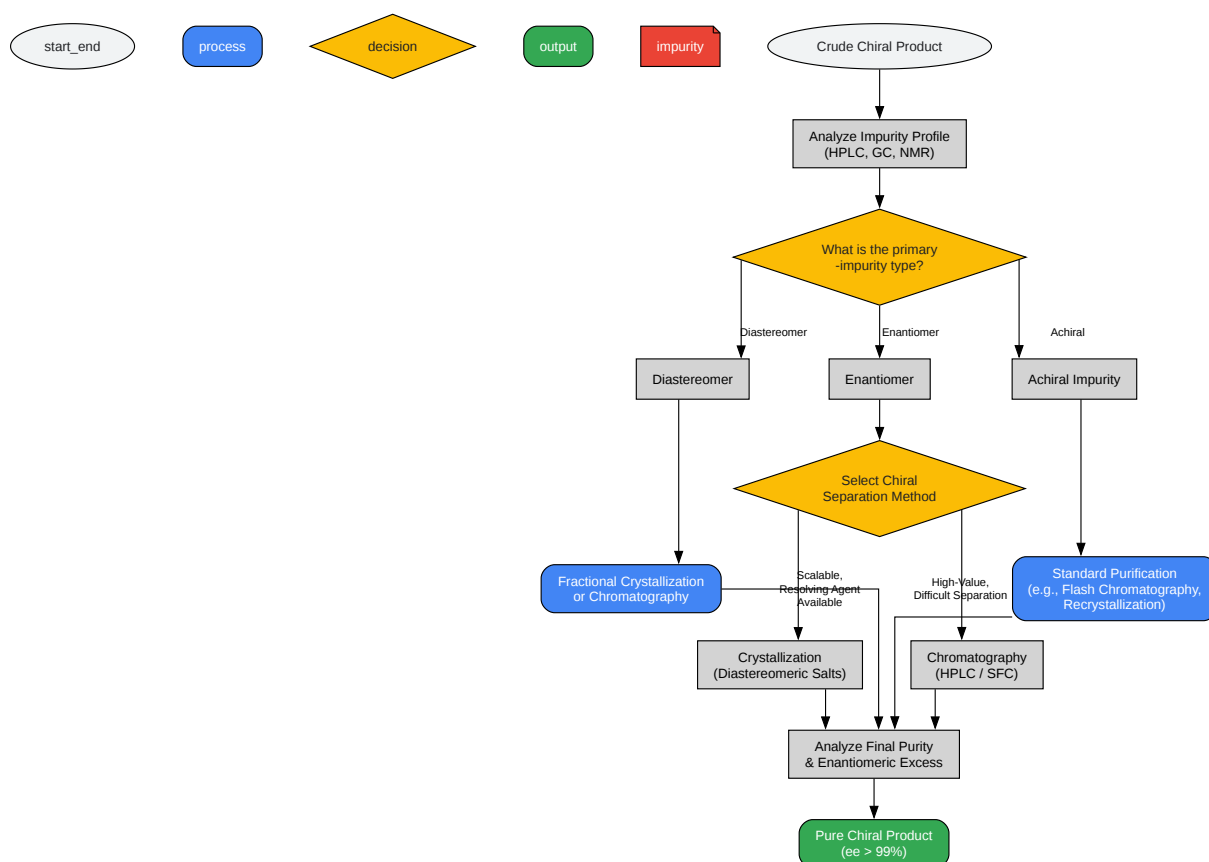 start_end
process
decision
output
impurity
Crude Chiral Product
Analyze Impurity Profile
(HPLC, GC, NMR)
What is the primary
-impurity type?
Diastereomer
Enantiomer
Achiral
Diastereomer
Enantiomer
Achiral Impurity
Select Chiral
Separation Method
Fractional Crystallization
or Chromatography
Scalable,
Resolving Agent
Available
High-Value,
Difficult Separation
Standard Purification
(e.g., Flash Chromatography,
Recrystallization)
Crystallization
(Diastereomeric Salts)
Chromatography
(HPLC / SFC)
Analyze Final Purity
& Enantiomeric Excess
Pure Chiral Product
(ee > 99%)